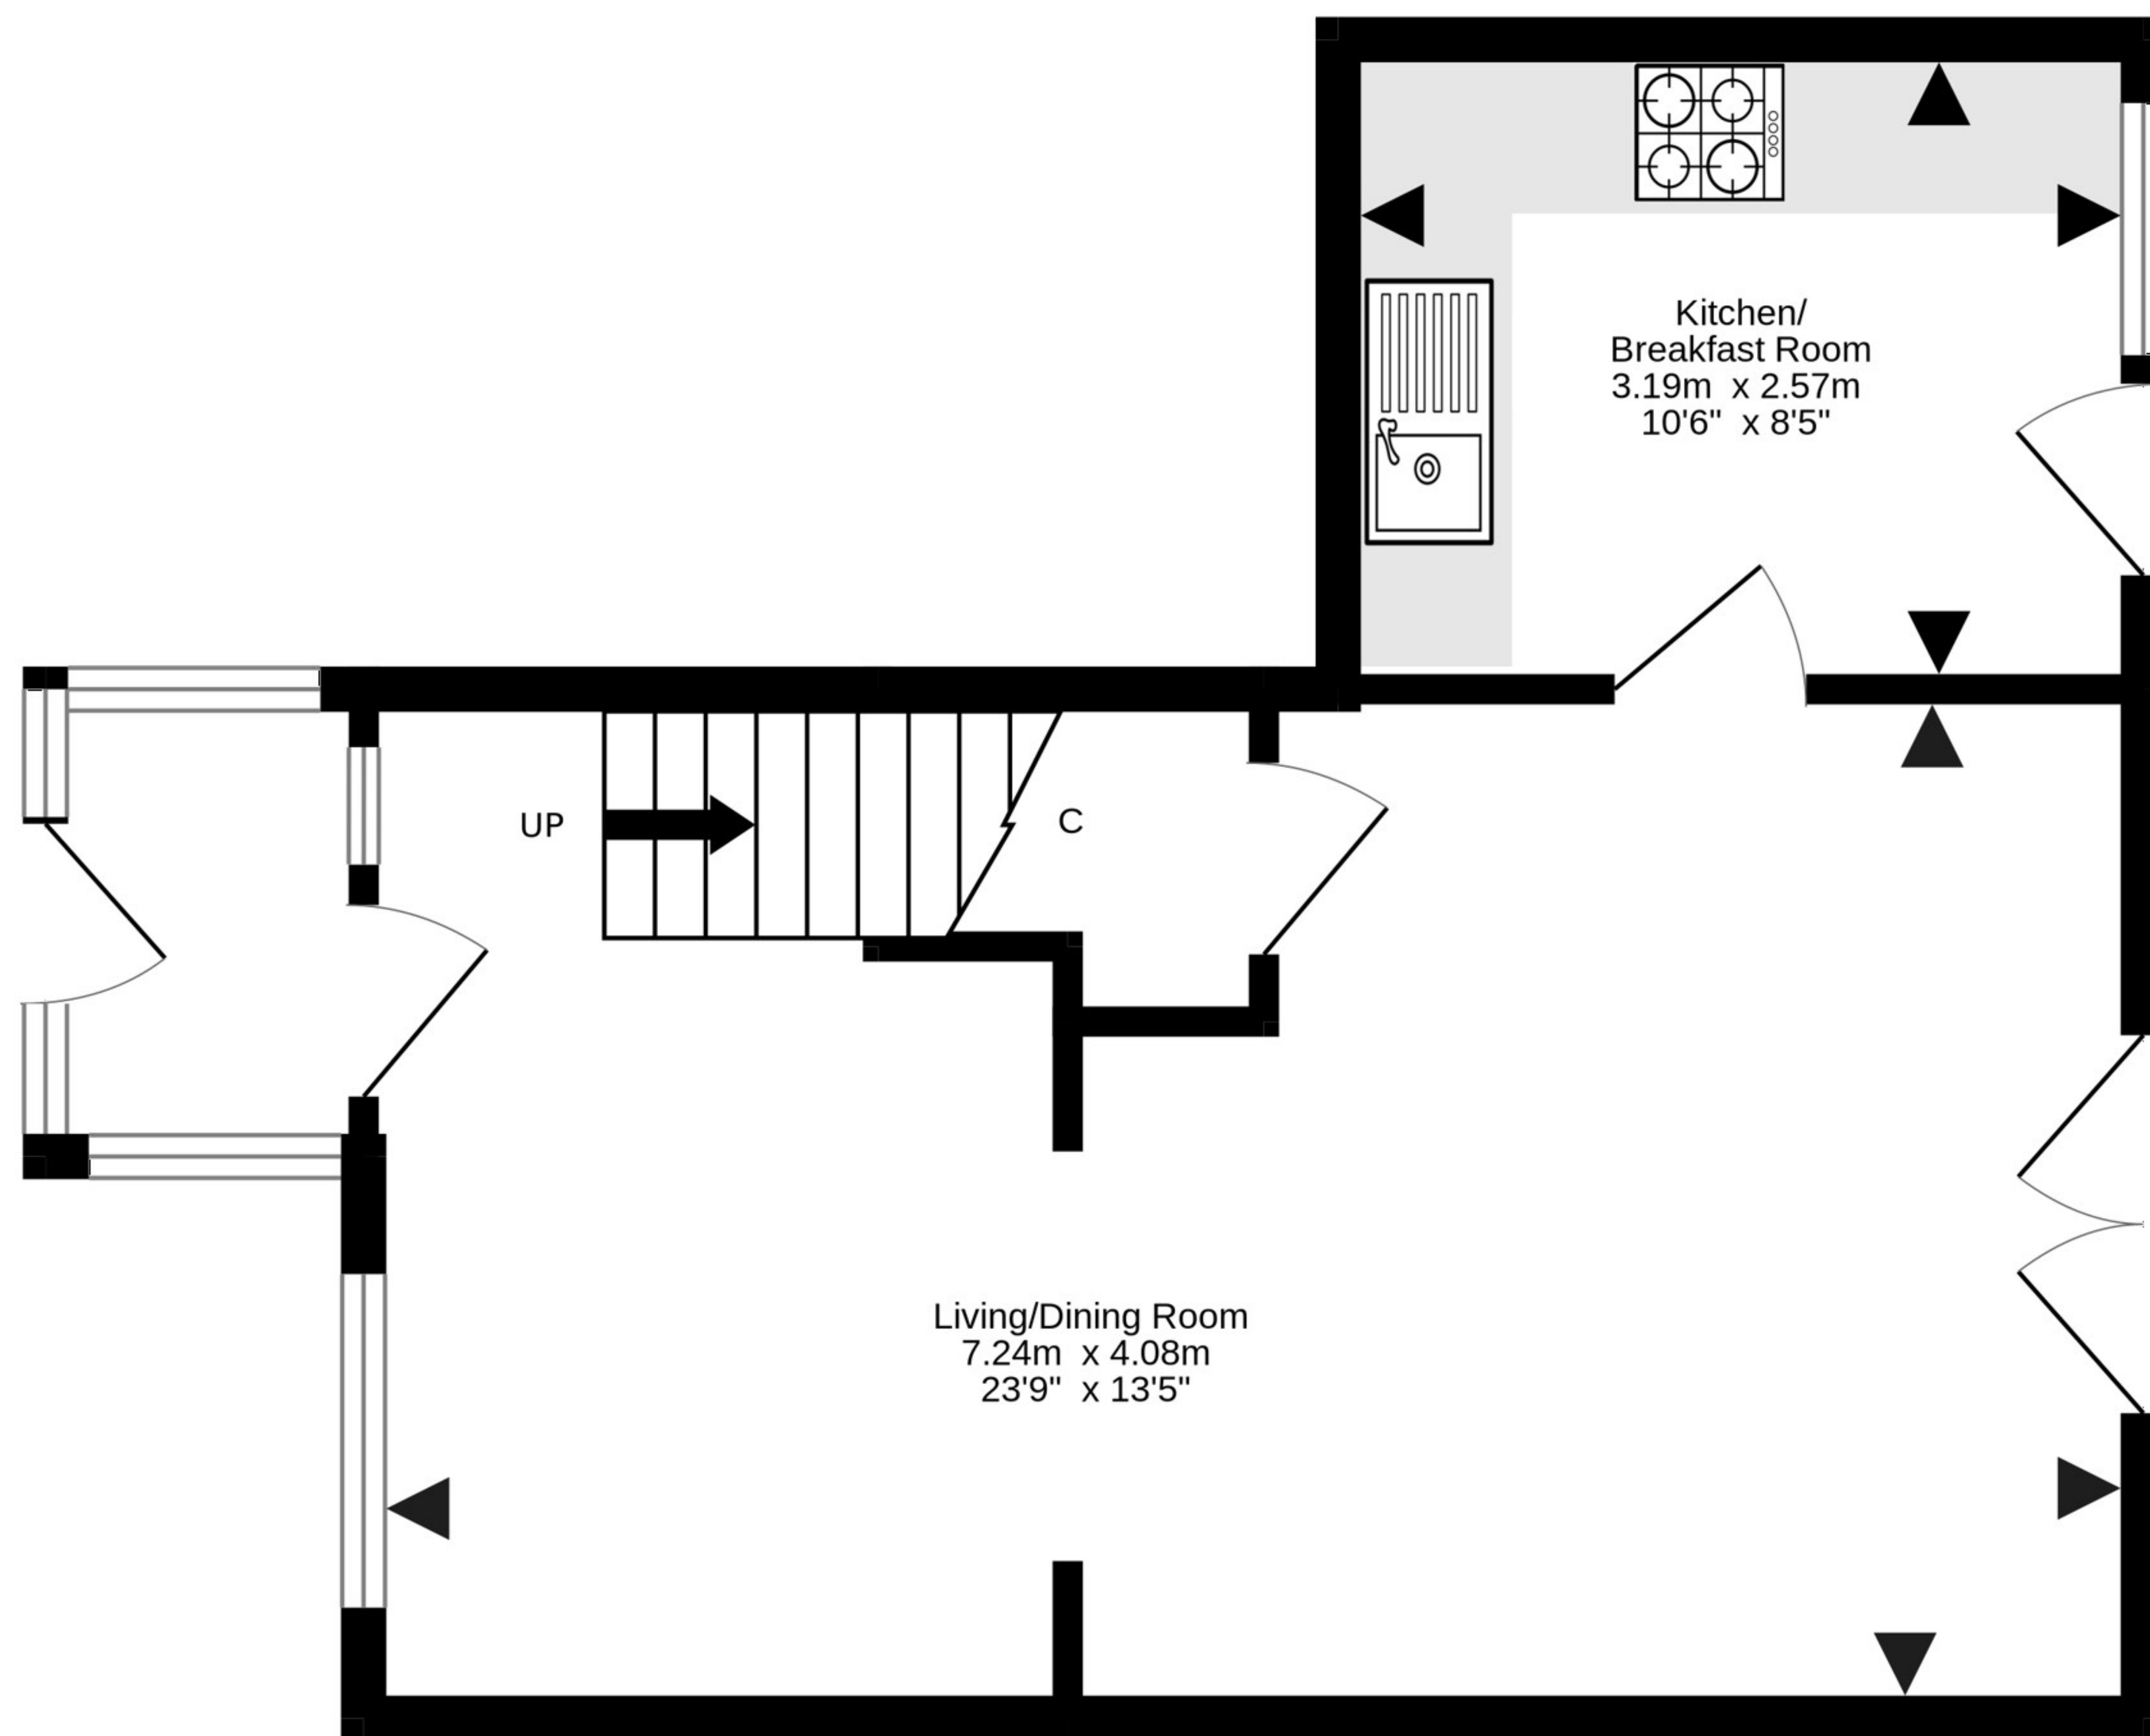 Kitchen/
Breakfast Room
3.19m x 2.57m
10'6" x 8'5"
UP
C
Living/Dining Room
7.24m x 4.08m
23'9" x 13'5"